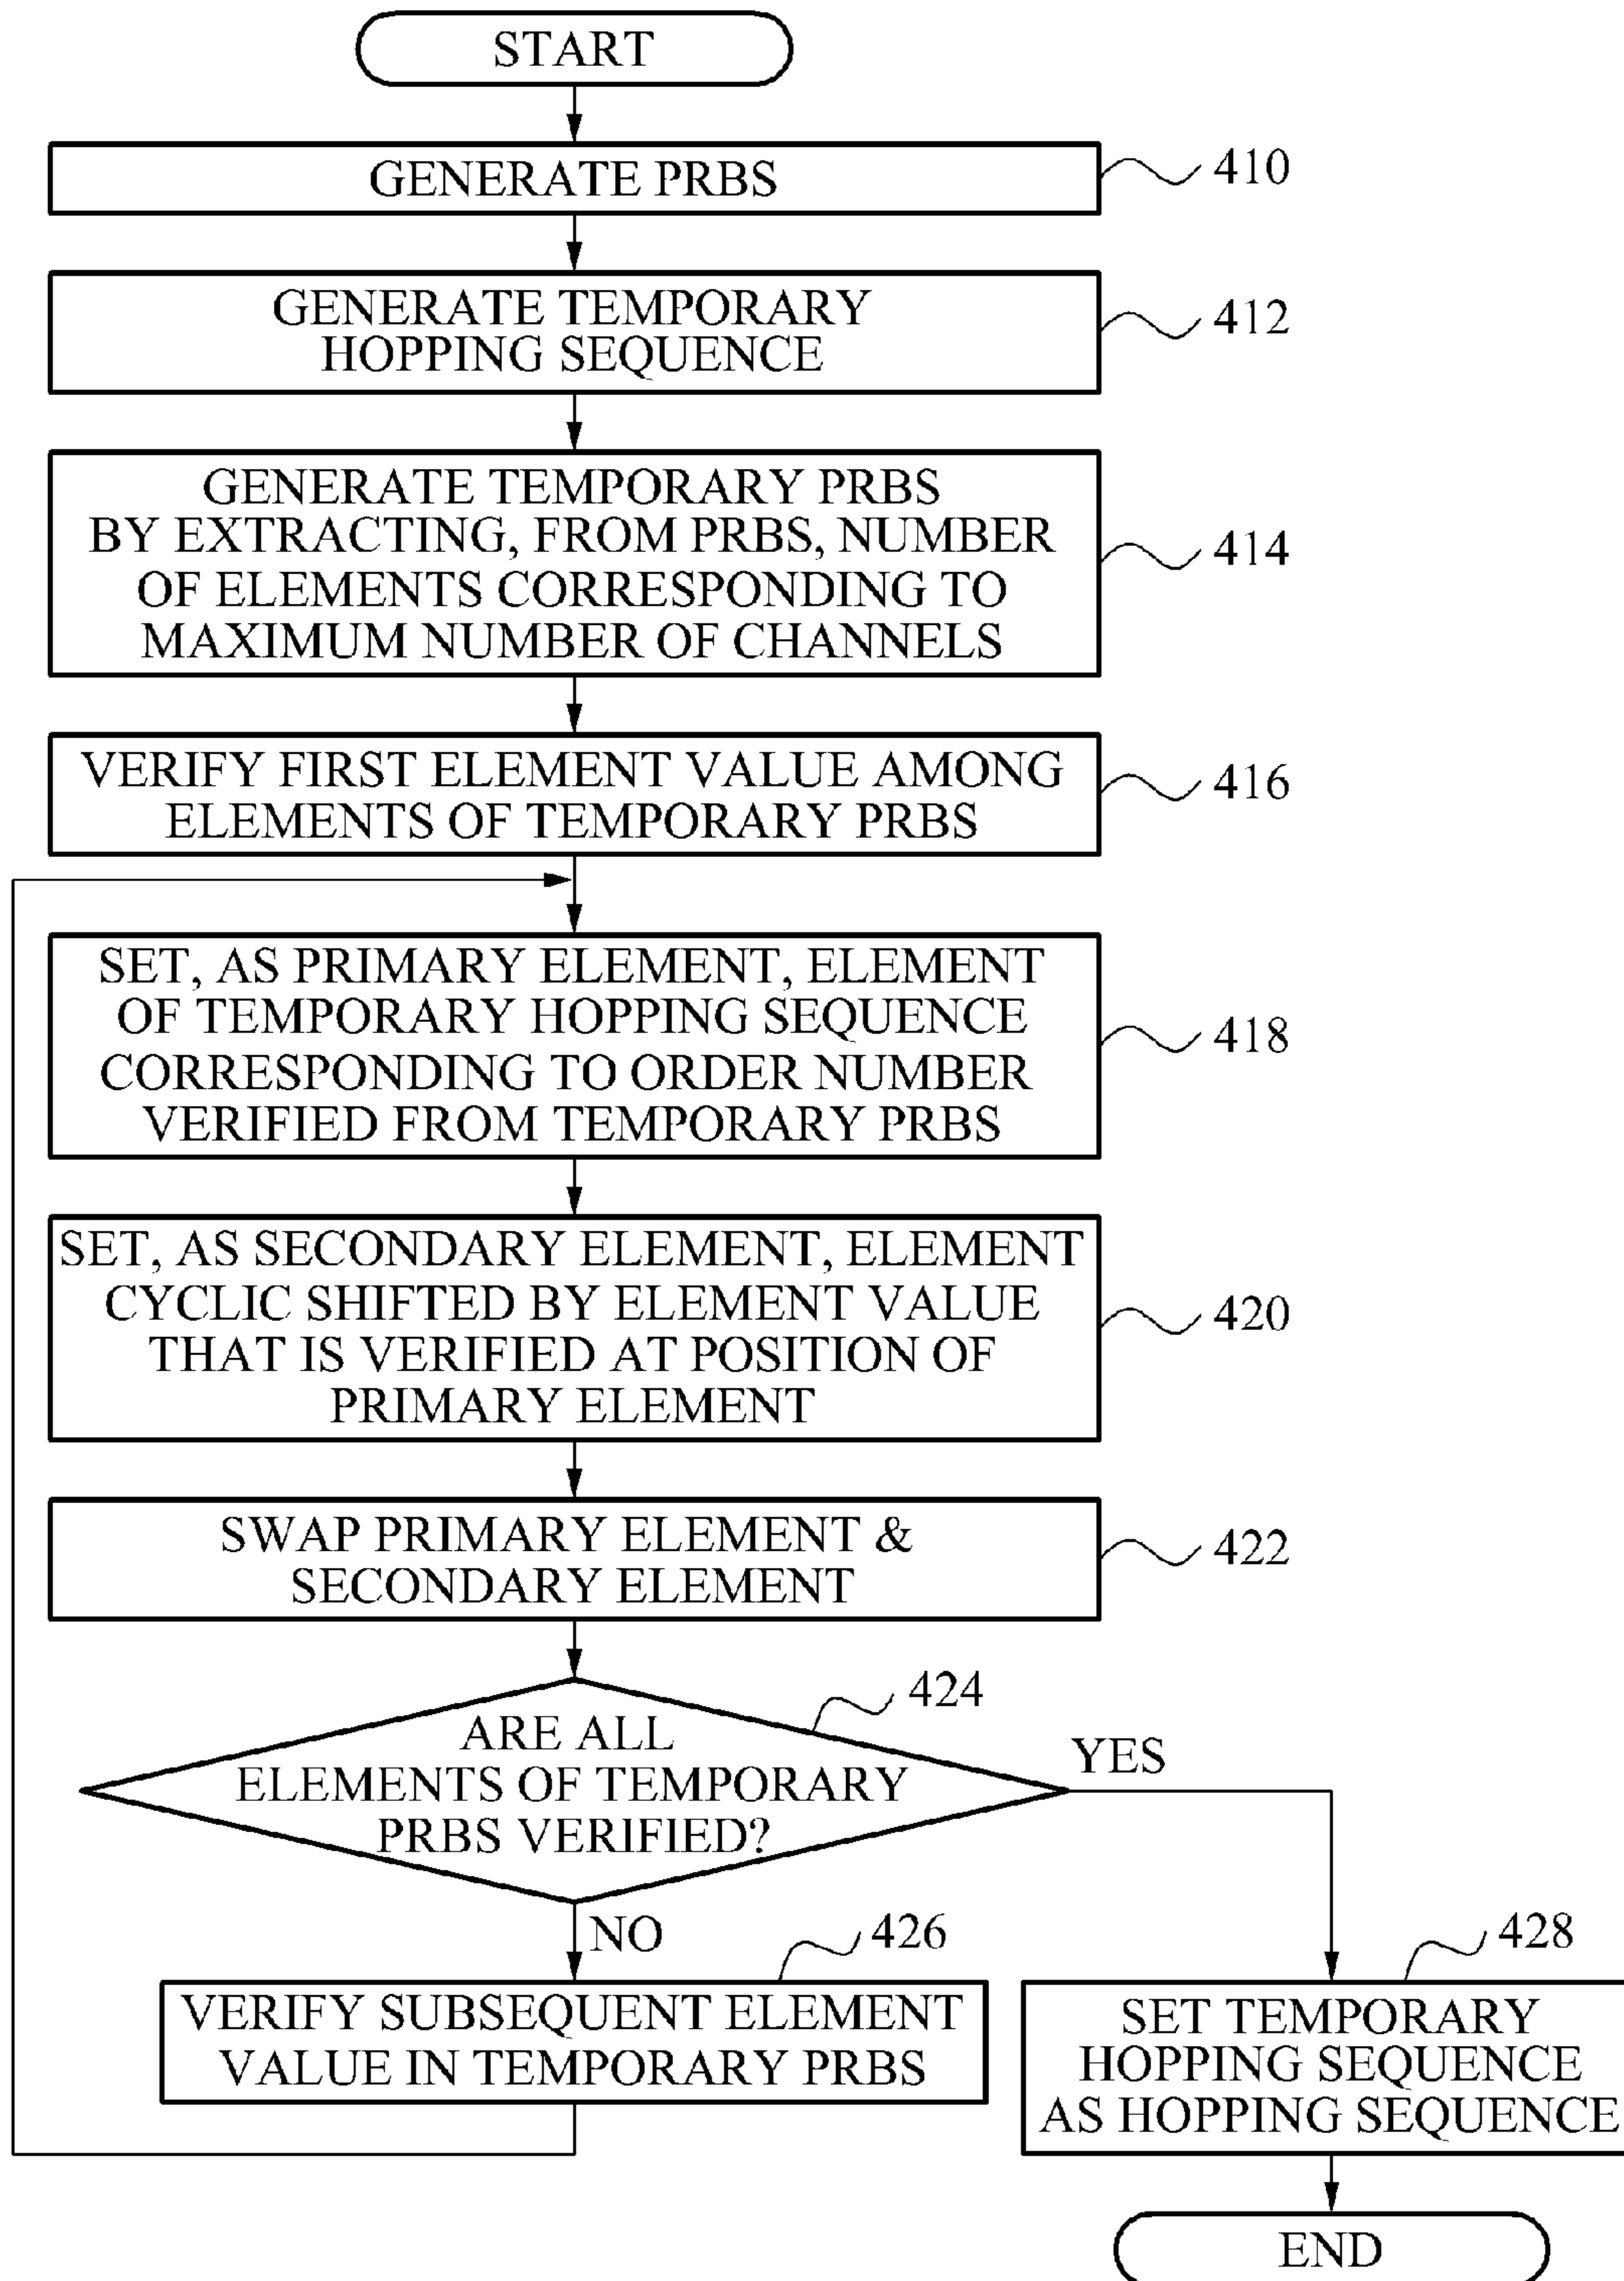 START
GENERATE PRBS
410
GENERATE TEMPORARY
HOPPING SEQUENCE
412
GENERATE TEMPORARY PRBS
BY EXTRACTING, FROM PRBS, NUMBER
OF ELEMENTS CORRESPONDING TO
MAXIMUM NUMBER OF CHANNELS
414
VERIFY FIRST ELEMENT VALUE AMONG
ELEMENTS OF TEMPORARY PRBS
416
SET, AS PRIMARY ELEMENT, ELEMENT
OF TEMPORARY HOPPING SEQUENCE
CORRESPONDING TO ORDER NUMBER
VERIFIED FROM TEMPORARY PRBS
418
SET, AS SECONDARY ELEMENT, ELEMENT
CYCLIC SHIFTED BY ELEMENT VALUE
THAT IS VERIFIED AT POSITION OF
PRIMARY ELEMENT
420
SWAP PRIMARY ELEMENT &
SECONDARY ELEMENT
422
424
ARE ALL
ELEMENTS OF TEMPORARY
PRBS VERIFIED?
YES
NO
426
VERIFY SUBSEQUENT ELEMENT
VALUE IN TEMPORARY PRBS
428
SET TEMPORARY
HOPPING SEQUENCE
AS HOPPING SEQUENCE
END